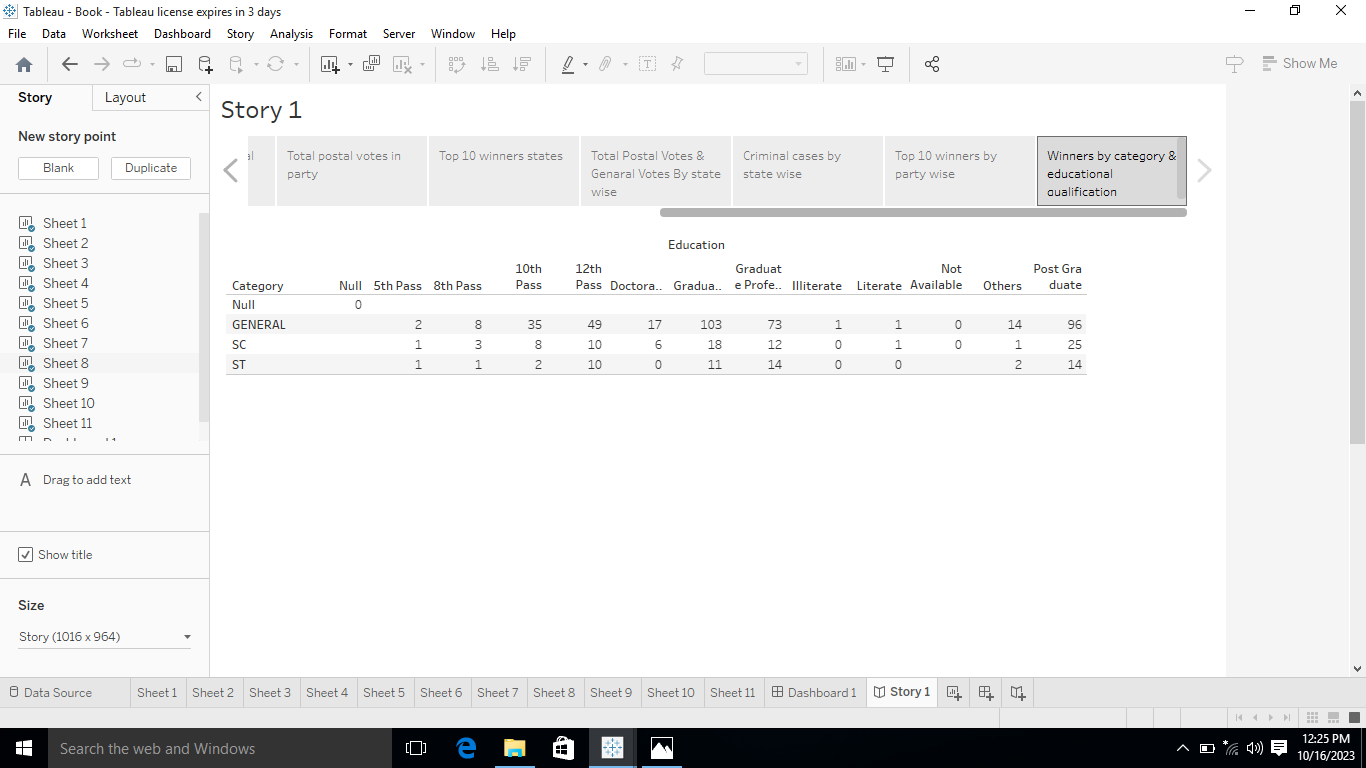 Tableau - Book - Tableau license expires in 3 days
File Data Worksheet Dashboard Story Analysis Format Server Window Help
Show Me
Story Layout
New story point
Blank Duplicate
Sheet 1
Sheet 2
Sheet 3
Sheet 4
Sheet 5
Sheet 6
Sheet 7
Sheet 8
Sheet 9
Sheet 10
Sheet 11
A Drag to add text
Show title
Size
Story (1016 x 964)
Story 1
Total postal votes in
party
Top 10 winners states
Total Postal Votes &
Genaral Votes By state
wise
Criminal cases by
state wise
Top 10 winners by
party wise
Winners by category &
educational
qualification
Education
Category Null 5th Pass 8th Pass 10th Pass 12th Pass Doctora.. Gradua.. Graduat e Profe.. Illiterate Literate Not Available Others Post Gra duate
Null 0
GENERAL 2 8 35 49 17 103 73 1 1 0 14 96
SC 1 3 8 10 6 18 12 0 1 0 1 25
ST 1 1 2 10 0 11 14 0 0 2 14
Data Source Sheet 1 Sheet 2 Sheet 3 Sheet 4 Sheet 5 Sheet 6 Sheet 7 Sheet 8 Sheet 9 Sheet 10 Sheet 11 Dashboard 1 Story 1
Search the web and Windows
12:25 PM
10/16/2023